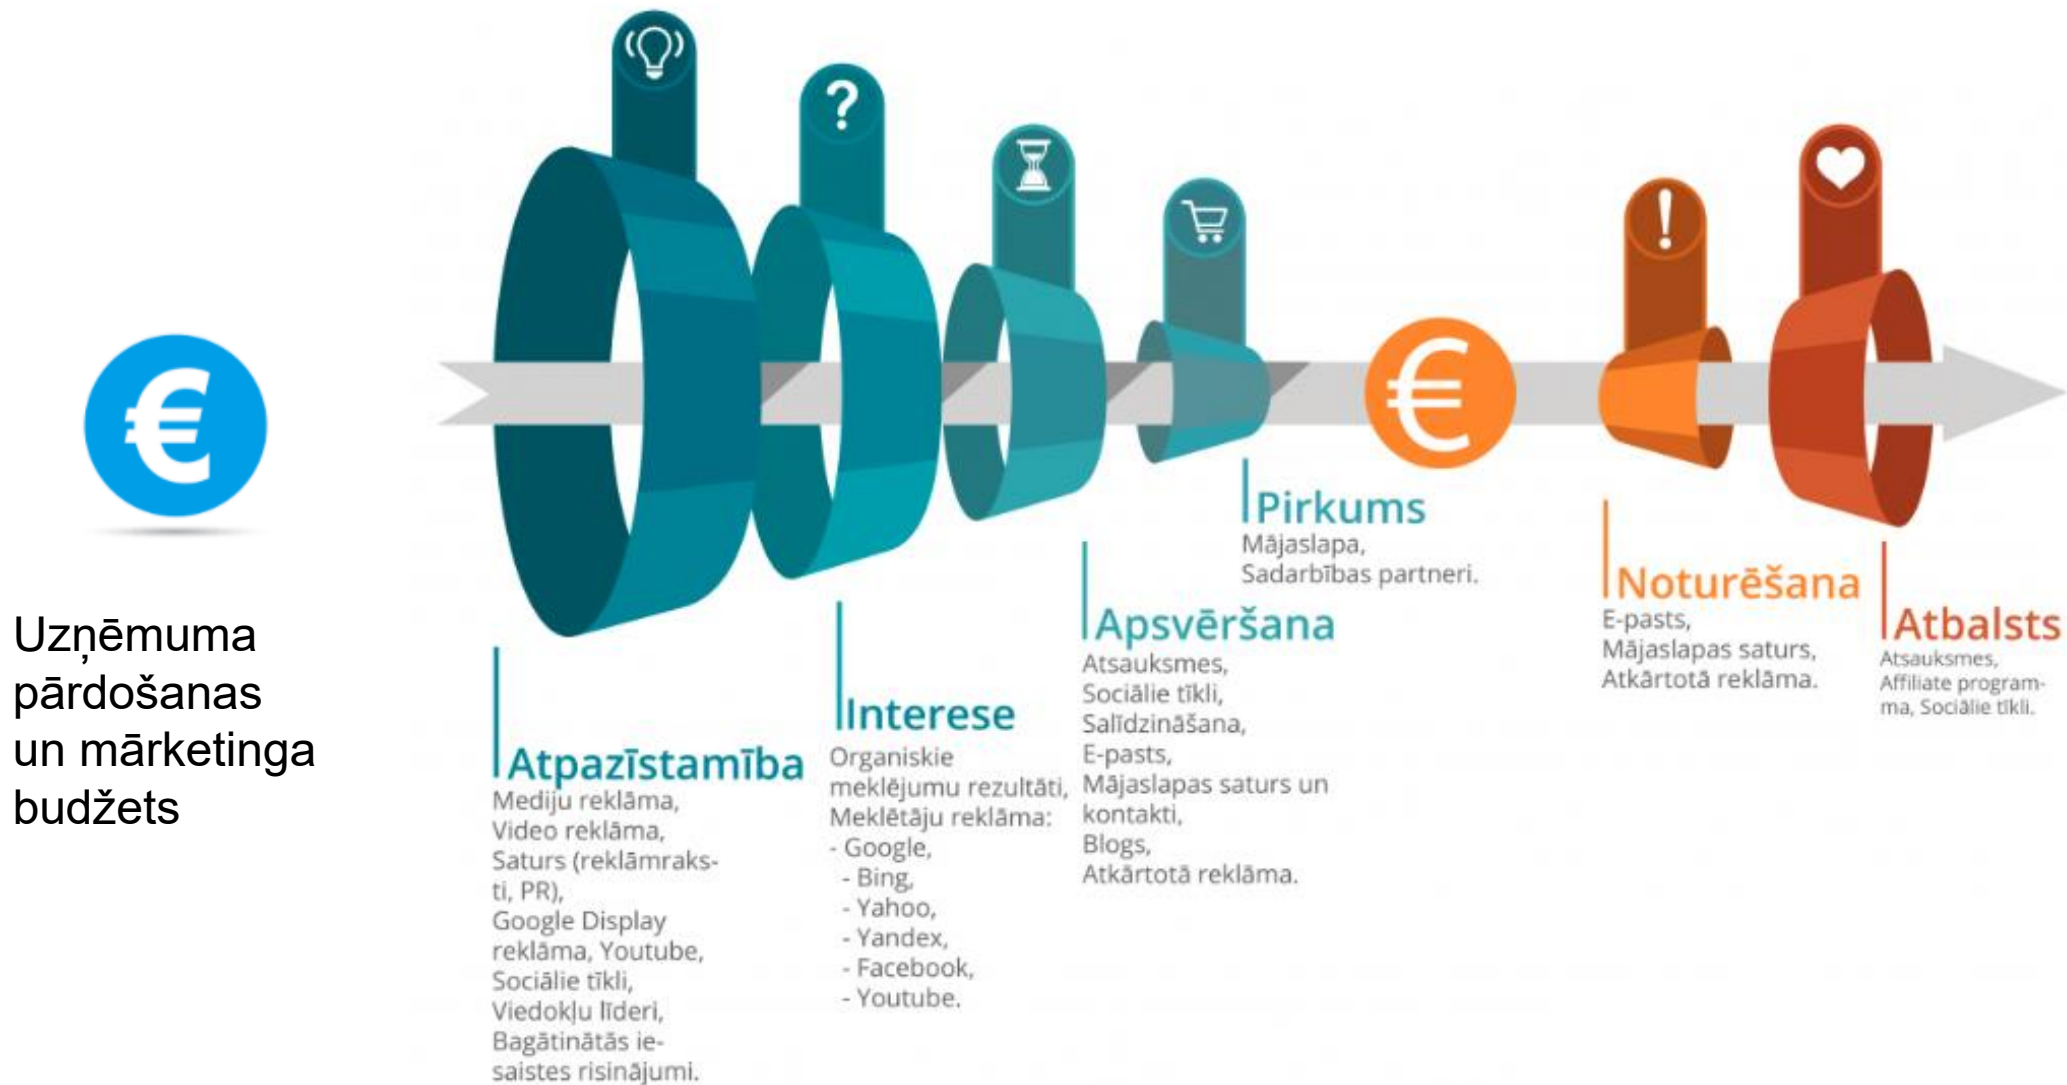 €
Uzņēmuma
pārdošanas
un mārketinga
budžets
?
!
€
Atpazīstamība
Mediju reklāma,
Video reklāma,
Saturs (reklāmraks-
ti, PR),
Google Display
reklāma, Youtube,
Sociālie tīkli,
Viedokļu līderi,
Bagātinātās ie-
saistes risinājumi.
Interese
Organiskie
meklējumu rezultāti,
Meklētāju reklāma:
- Google,
- Bing,
- Yahoo,
- Yandex,
- Facebook,
- Youtube.
Apsvēršana
Atsauksmes,
Sociālie tīkli,
Salīdzināšana,
E-pasts,
Mājaslapas saturs un
kontakti,
Blogs,
Atkārtotā reklāma.
Pirkums
Mājaslapa,
Sadarbības partneri.
Noturēšana
E-pasts,
Mājaslapas saturs,
Atkārtotā reklāma.
Atbalsts
Atsauksmes,
Affiliate program-
ma, Sociālie tīkli.